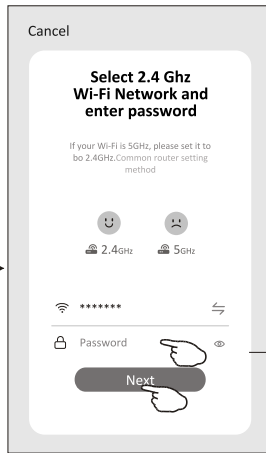 Cancel
Select 2.4 Ghz
Wi-Fi Network and
enter password
If your Wi-Fi is 5GHz, please set it to
bo 2.4GHz.Common router setting
method
2.4GHz 5GHz
*******
Password
Next